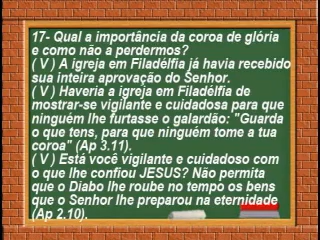 17- Qual a importância da coroa de glória
e como não a perdermos?
( V ) A igreja em Filadélfia já havia recebido
sua inteira aprovação do Senhor.
( V ) Haveria a igreja em Filadélfia de
mostrar-se vigilante e cuidadosa para que
ninguém lhe furtasse o galardão: "Guarda
o que tens, para que ninguém tome a tua
coroa" (Ap 3.11).
( V ) Está você vigilante e cuidadoso com
o que lhe confiou JESUS? Não permita
que o Diabo lhe roube no tempo os bens
que o Senhor lhe preparou na eternidade
(Ap 2.10).